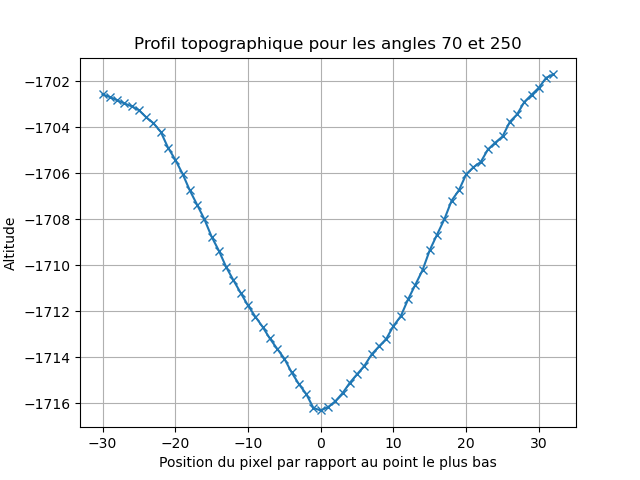 Profil topographique pour les angles 70 et 250
Altitude
−1702
−1704
−1706
−1708
−1710
−1712
−1714
−1716
−30 −20 −10 0 10 20 30
Position du pixel par rapport au point le plus bas